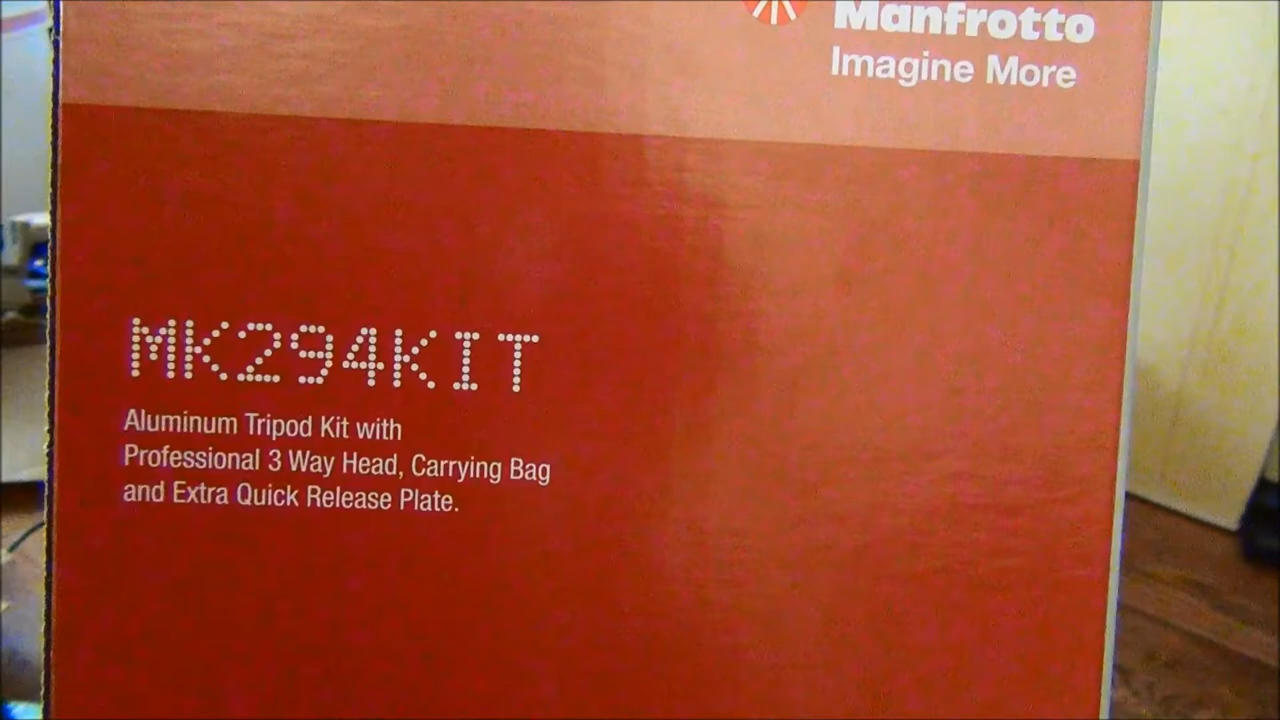 Manfrotto
Imagine More
MK294KIT
Aluminum Tripod Kit with
Professional 3 Way Head, Carrying Bag
and Extra Quick Release Plate.